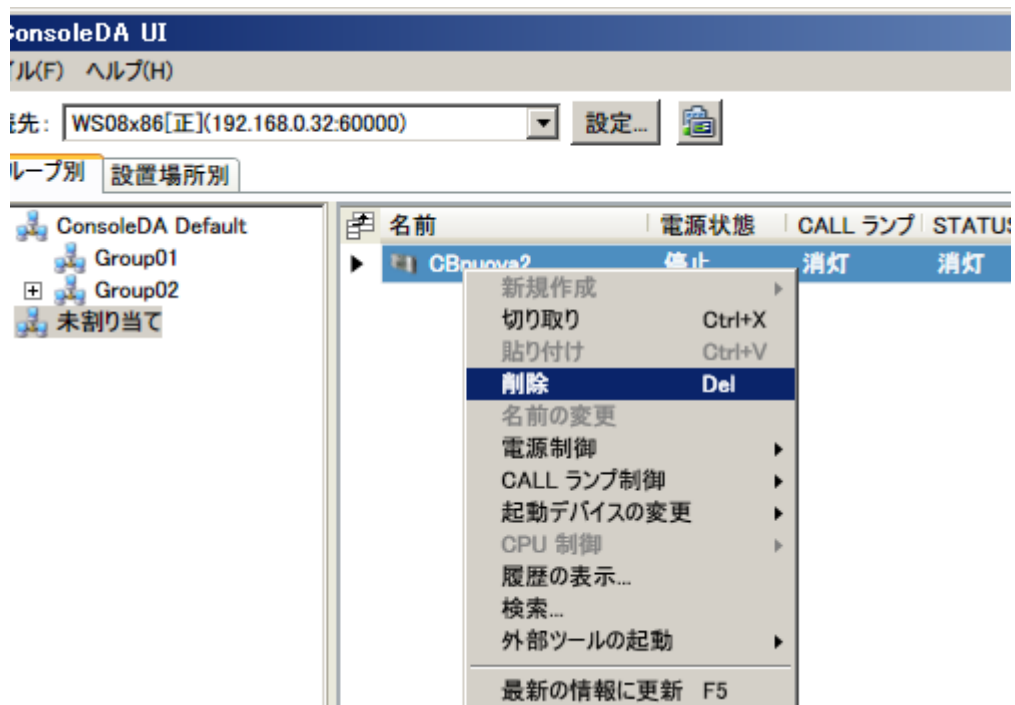 ConsoleDA UI
イル(F) ヘルプ(H)
続先: WS08x86[正](192.168.0.32:60000) 設定...
ループ別 設置場所別
ConsoleDA Default
Group01
Group02
未割り当て
名前 電源状態 CALL ランプ STATUS
CBnuova2 停止 消灯 消灯
新規作成
切り取り Ctrl+X
貼り付け Ctrl+V
削除 Del
名前の変更
電源制御
CALL ランプ制御
起動デバイスの変更
CPU 制御
履歴の表示...
検索...
外部ツールの起動
最新の情報に更新 F5